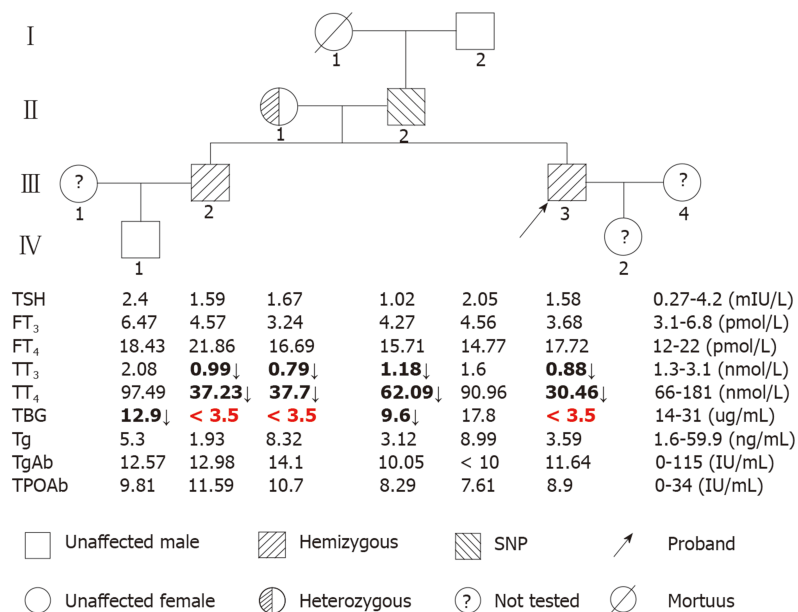 I
1
2
II
1
2
III
?
1
2
3
?
4
IV
1
?
2
TSH 2.4 1.59 1.67 1.02 2.05 1.58 0.27-4.2 (mIU/L)
FT₃ 6.47 4.57 3.24 4.27 4.56 3.68 3.1-6.8 (pmol/L)
FT₄ 18.43 21.86 16.69 15.71 14.77 17.72 12-22 (pmol/L)
TT₃ 2.08 0.99↓ 0.79↓ 1.18↓ 1.6 0.88↓ 1.3-3.1 (nmol/L)
TT₄ 97.49 37.23↓ 37.7↓ 62.09↓ 90.96 30.46↓ 66-181 (nmol/L)
TBG 12.9↓ < 3.5 < 3.5 9.6↓ 17.8 < 3.5 14-31 (ug/mL)
Tg 5.3 1.93 8.32 3.12 8.99 3.59 1.6-59.9 (ng/mL)
TgAb 12.57 12.98 14.1 10.05 < 10 11.64 0-115 (IU/mL)
TPOAb 9.81 11.59 10.7 8.29 7.61 8.9 0-34 (IU/mL)
Unaffected male Hemizygous SNP Proband
Unaffected female Heterozygous ? Not tested Mortuus